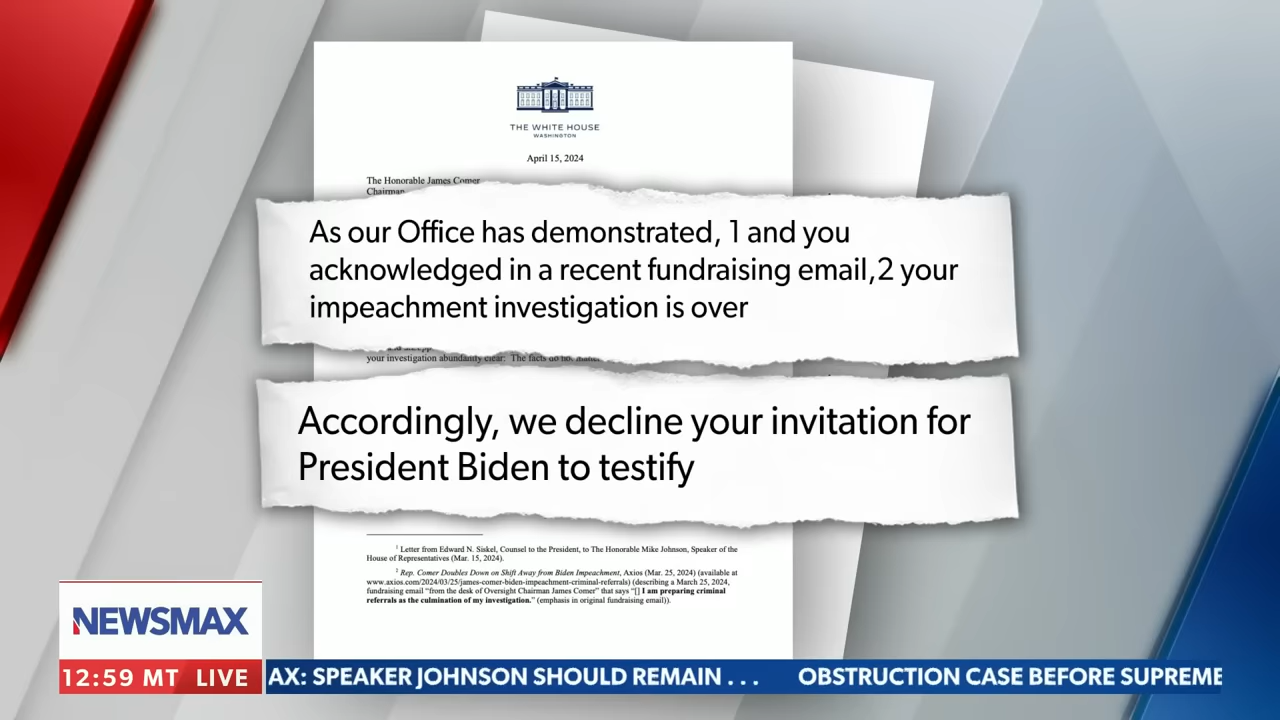 THE WHITE HOUSE
WASHINGTON
April 15, 2024
The Honorable James Comer
Chairman
As our Office has demonstrated, 1 and you
acknowledged in a recent fundraising email,2 your
impeachment investigation is over
your investigation abundantly clear: The facts do not matter
Accordingly, we decline your invitation for
President Biden to testify
1 Letter from Edward N. Siskel, Counsel to the President, to The Honorable Mike Johnson, Speaker of the
House of Representatives (Mar. 15, 2024).
2 Rep. Comer Doubles Down on Shift Away from Biden Impeachment, Axios (Mar. 25, 2024) (available at
www.axios.com/2024/03/25/james-comer-biden-impeachment-criminal-referrals) (describing a March 25, 2024,
fundraising email “from the desk of Oversight Chairman James Comer” that says “[] I am preparing criminal
referrals as the culmination of my investigation.” (emphasis in original fundraising email)).
NEWSMAX
12:59 MT LIVE
AX: SPEAKER JOHNSON SHOULD REMAIN . . . OBSTRUCTION CASE BEFORE SUPREME